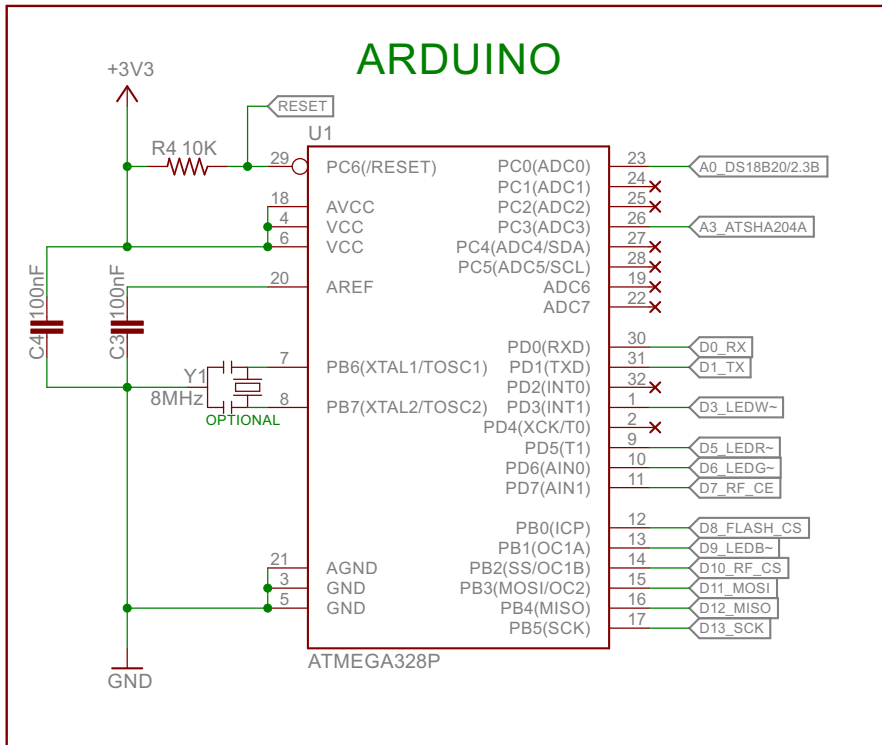 ARDUINO
+3V3
RESET
R4 10K
U1
29 PC6(/RESET)
18 AVCC
4 VCC
6 VCC
20 AREF
C4 100nF
C3 100nF
7 PB6(XTAL1/TOSC1)
Y1
8MHz
8 PB7(XTAL2/TOSC2)
OPTIONAL
21 AGND
3 GND
5 GND
GND
PC0(ADC0) 23 A0_DS18B20/2.3B
PC1(ADC1) 24
PC2(ADC2) 25
PC3(ADC3) 26 A3_ATSHA204A
PC4(ADC4/SDA) 27
PC5(ADC5/SCL) 28
ADC6 19
ADC7 22
PD0(RXD) 30 D0_RX
PD1(TXD) 31 D1_TX
PD2(INT0) 32
PD3(INT1) 1 D3_LEDW~
PD4(XCK/T0) 2
PD5(T1) 9 D5_LEDR~
PD6(AIN0) 10 D6_LEDG~
PD7(AIN1) 11 D7_RF_CE
PB0(ICP) 12 D8_FLASH_CS
PB1(OC1A) 13 D9_LEDB~
PB2(SS/OC1B) 14 D10_RF_CS
PB3(MOSI/OC2) 15 D11_MOSI
PB4(MISO) 16 D12_MISO
PB5(SCK) 17 D13_SCK
ATMEGA328P